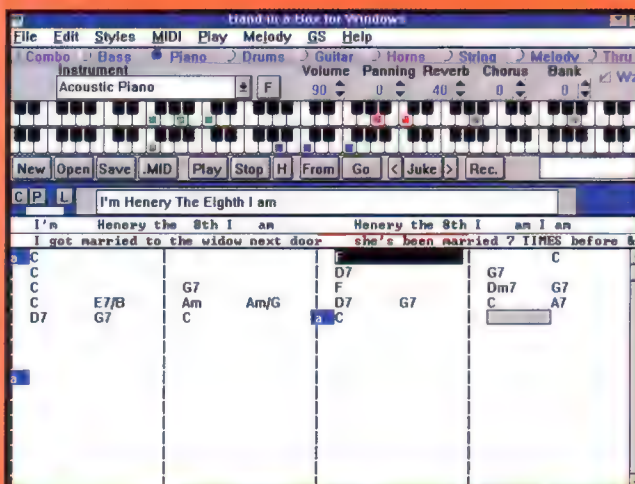 Band in a Box for Windows
File Edit Styles MIDI Play Melody GS Help
Combo Bass Piano Drums Guitar Horns String Melody Thru
Instrument Volume Panning Reverb Chorus Bank
Acoustic Piano F 90 0 40 0 0
New Open Save .MID Play Stop H From Go < Juke > Rec.
C P. L I'm Henery The Eighth I am
I'm Henery the 8th I am Henery the 8th I am I am
I got married to the widow next door she's been married 7 TIMES before &
a C F C
C D7 G7
C G7 F Dm7 G7
C E7/B Am Am/G D7 G7 C A7
D7 G7 C a C
a